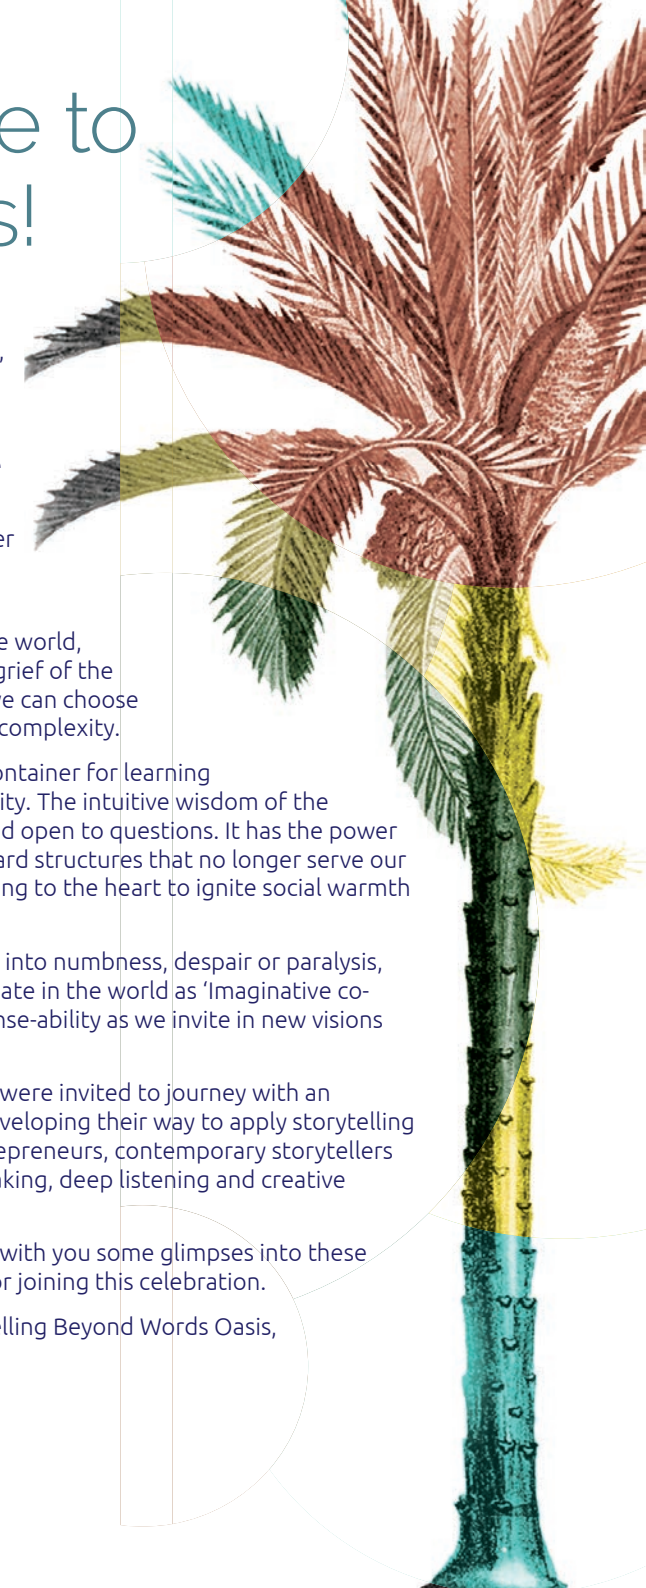 e to
s!
,
er
e world,
grief of the
ve can choose
complexity.
ontainer for learning
ity. The intuitive wisdom of the
d open to questions. It has the power
ard structures that no longer serve our
ng to the heart to ignite social warmth
into numbness, despair or paralysis,
ate in the world as ‘Imaginative co-
nse-ability as we invite in new visions
were invited to journey with an
veloping their way to apply storytelling
epreneurs, contemporary storytellers
aking, deep listening and creative
with you some glimpses into these
or joining this celebration.
elling Beyond Words Oasis,